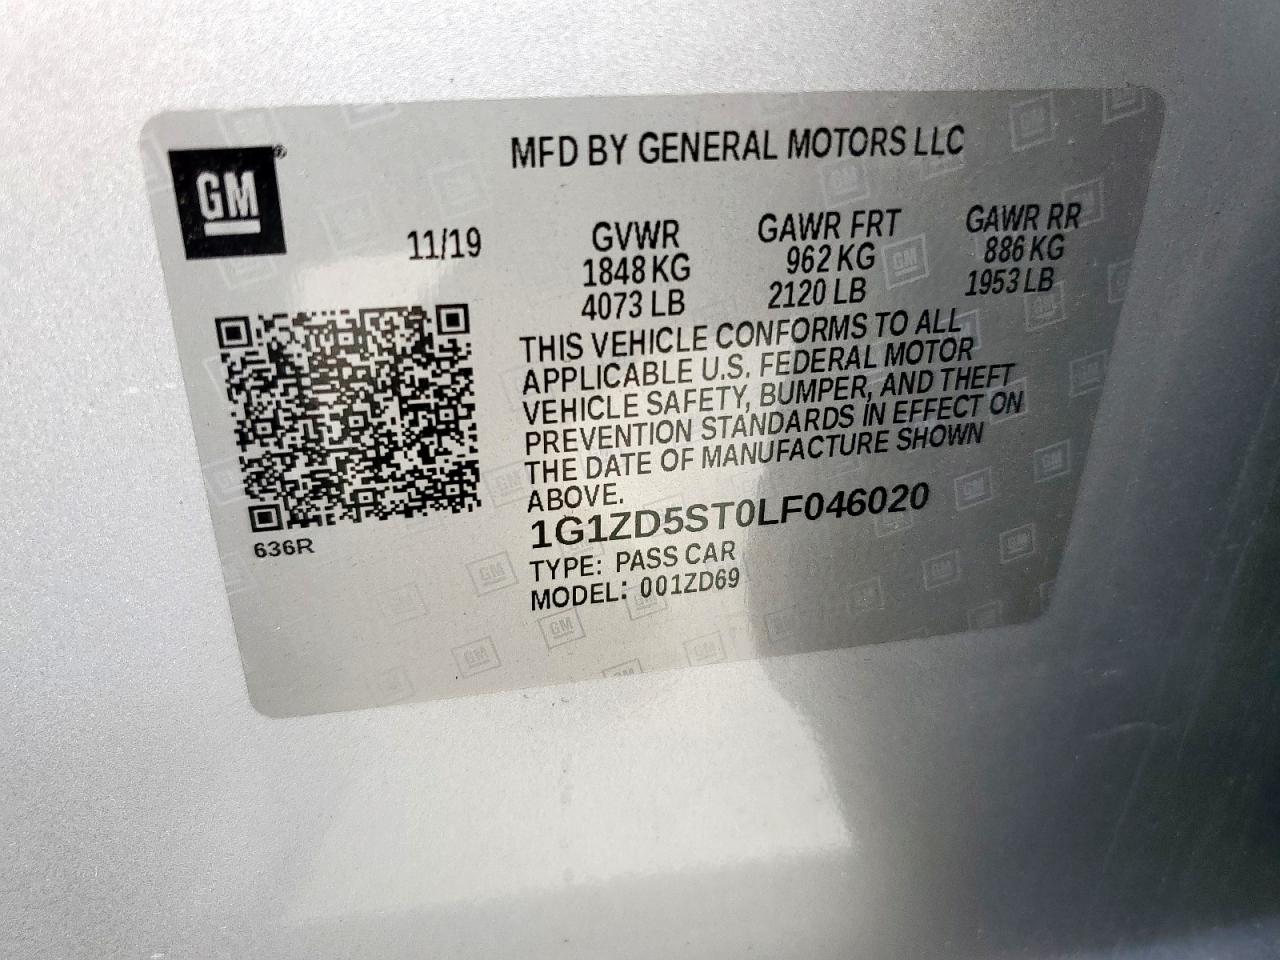 GM
MFD BY GENERAL MOTORS LLC
11/19
GVWR
1848 KG
4073 LB
GAWR FRT
962 KG
2120 LB
GAWR RR
886 KG
1953 LB
THIS VEHICLE CONFORMS TO ALL
APPLICABLE U.S. FEDERAL MOTOR
VEHICLE SAFETY, BUMPER, AND THEFT
PREVENTION STANDARDS IN EFFECT ON
THE DATE OF MANUFACTURE SHOWN
ABOVE.
1G1ZD5ST0LF046020
TYPE: PASS CAR
MODEL: 001ZD69
636R